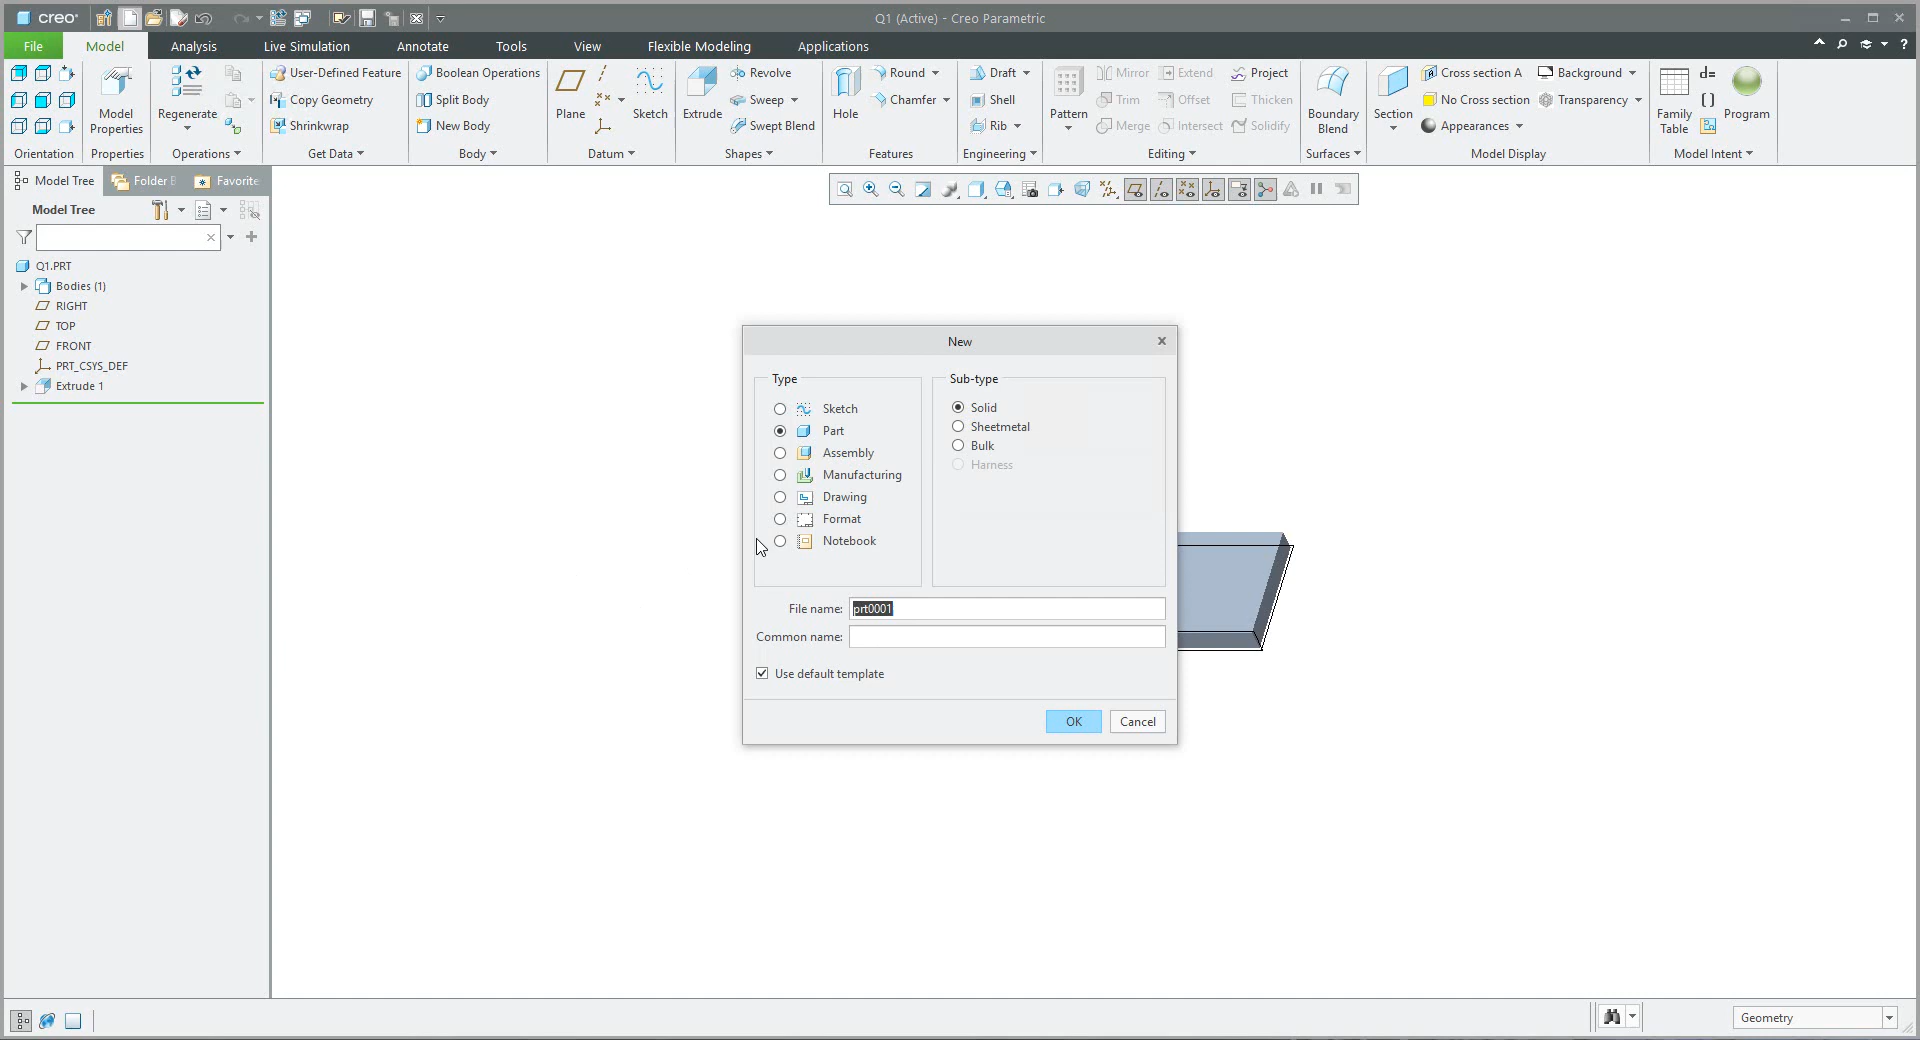 creo®
Q1 (Active) - Creo Parametric
File
Model
Analysis
Live Simulation
Annotate
Tools
View
Flexible Modeling
Applications
User-Defined Feature
Copy Geometry
Shrinkwrap
Boolean Operations
Split Body
New Body
Revolve
Sweep
Swept Blend
Round
Chamfer
Draft
Shell
Rib
Mirror
Extend
Project
Trim
Offset
Thicken
Merge
Intersect
Solidify
Cross section A
No Cross section
Appearances
Background
Transparency
d=
Model
Properties
Regenerate
Plane
Sketch
Extrude
Hole
Pattern
Boundary
Blend
Section
Family
Table
Program
Orientation
Properties
Operations
Get Data
Body
Datum
Shapes
Features
Engineering
Editing
Surfaces
Model Display
Model Intent
Model Tree
Folder
Favorite
Model Tree
Q1.PRT
Bodies (1)
RIGHT
TOP
FRONT
PRT_CSYS_DEF
Extrude 1
New
Type
Sub-type
Sketch
Part
Assembly
Manufacturing
Drawing
Format
Notebook
Solid
Sheetmetal
Bulk
Harness
File name:
prt0001
Common name:
Use default template
OK
Cancel
Geometry